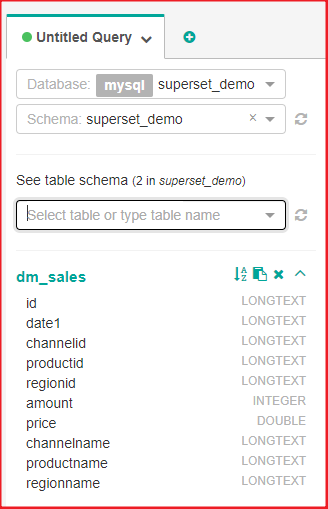 Untitled Query
Database: mysql superset_demo
Schema: superset_demo ×
See table schema (2 in superset_demo)
Select table or type table name
dm_sales
id LONGTEXT
date1 LONGTEXT
channelid LONGTEXT
productid LONGTEXT
regionid LONGTEXT
amount INTEGER
price DOUBLE
channelname LONGTEXT
productname LONGTEXT
regionname LONGTEXT